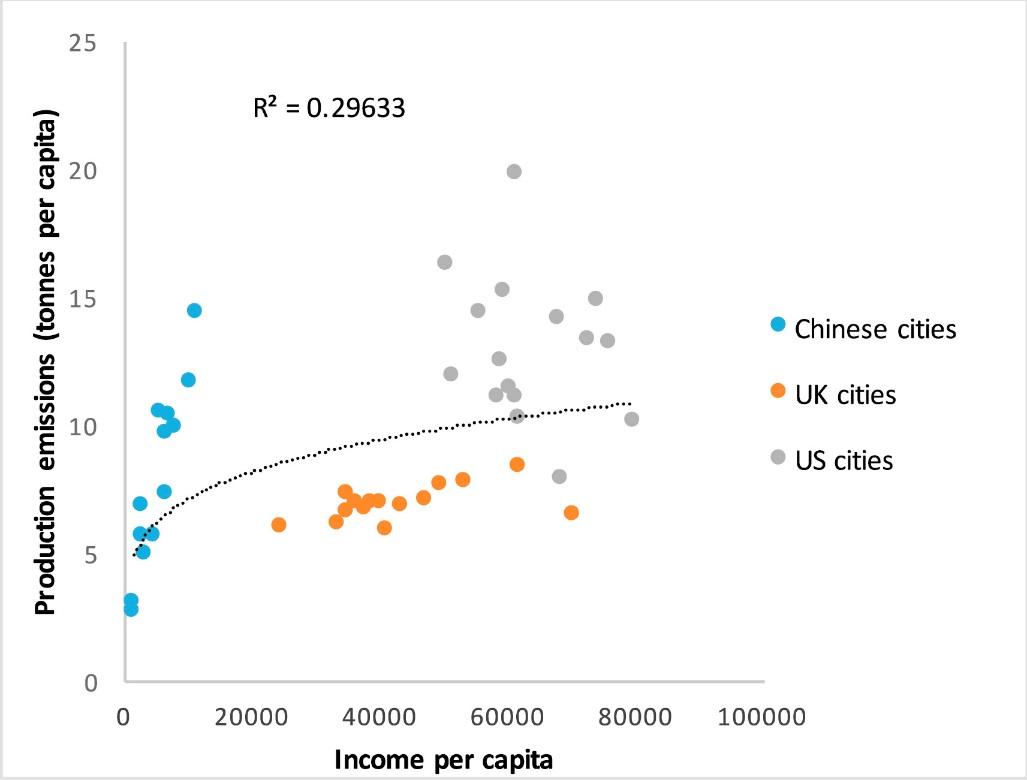 25
R² = 0.29633
20
15
10
5
0
Production emissions (tonnes per capita)
0 20000 40000 60000 80000 100000
Income per capita
Chinese cities
UK cities
US cities